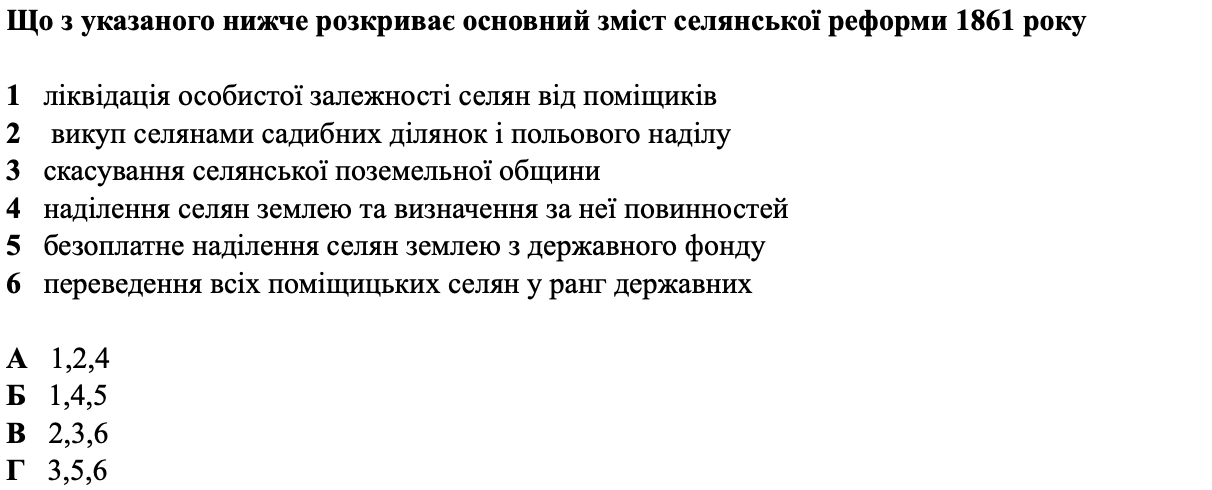 Що з указаного нижче розкриває основний зміст селянської реформи 1861 року
1 ліквідація особистої залежності селян від поміщиків
2 викуп селянами садибних ділянок і польового наділу
3 скасування селянської поземельної общини
4 наділення селян землею та визначення за неї повинностей
5 безоплатне наділення селян землею з державного фонду
6 переведення всіх поміщицьких селян у ранг державних
А 1,2,4
Б 1,4,5
В 2,3,6
Г 3,5,6